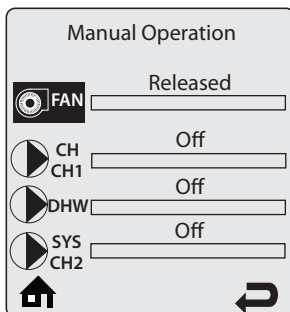 Manual Operation
Released
FAN
Off
CH
CH1
Off
DHW
Off
SYS
CH2